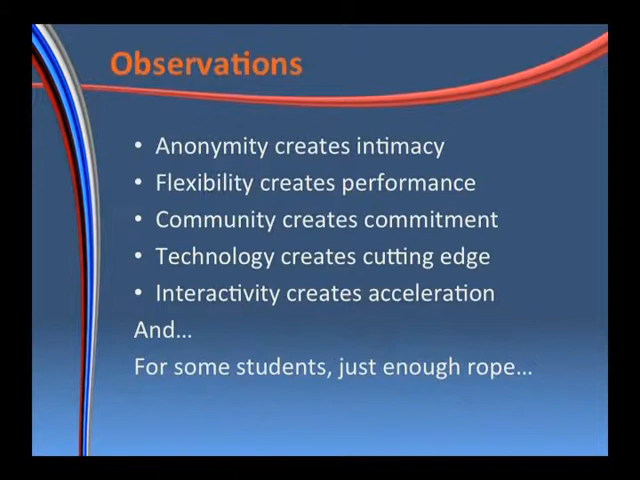 Observations
• Anonymity creates intimacy
• Flexibility creates performance
• Community creates commitment
• Technology creates cutting edge
• Interactivity creates acceleration
And…
For some students, just enough rope…